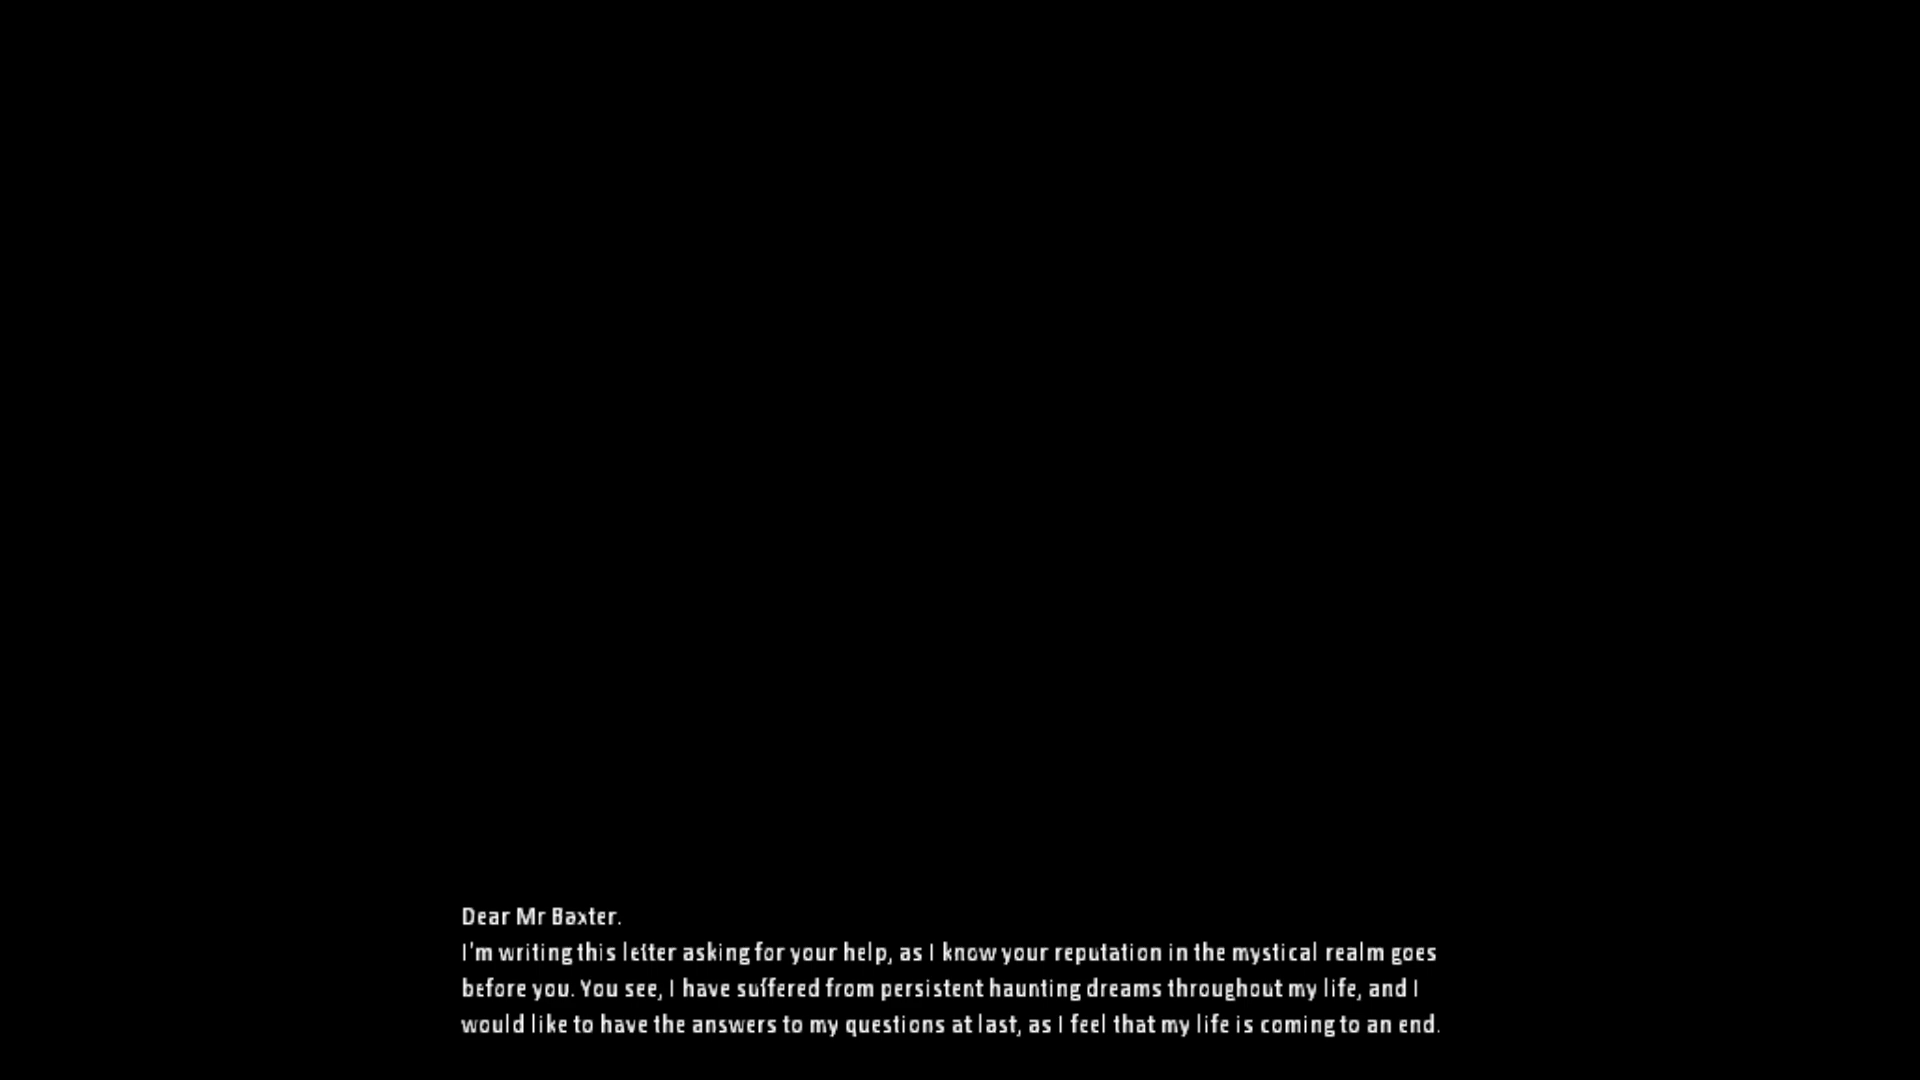 Dear Mr Baxter.
I'm writing this letter asking for your help, as I know your reputation in the mystical realm goes
before you. You see, I have suffered from persistent haunting dreams throughout my life, and I
would like to have the answers to my questions at last, as I feel that my life is coming to an end.